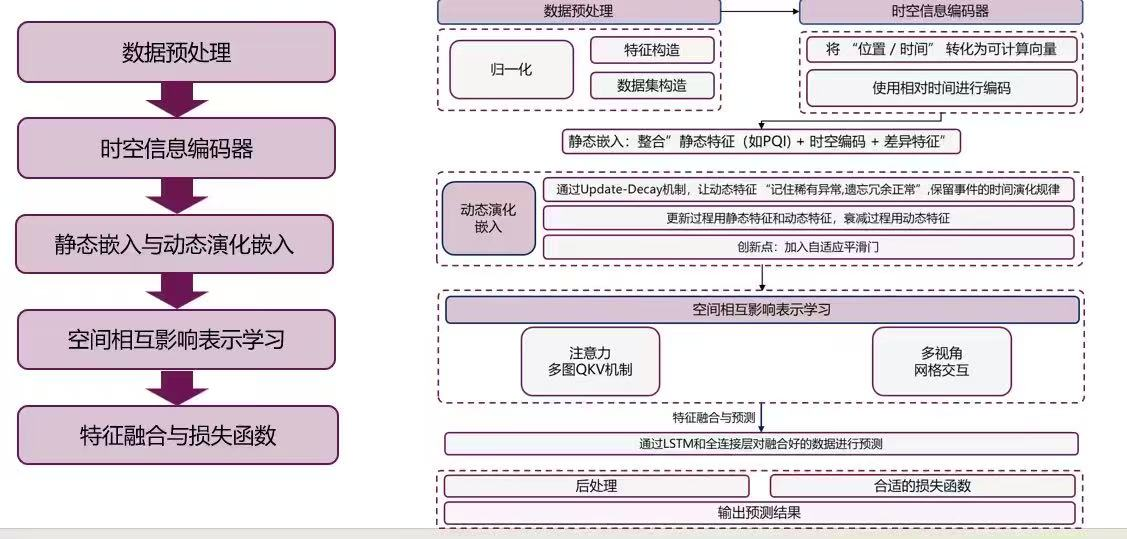 数据预处理
时空信息编码器
静态嵌入与动态演化嵌入
空间相互影响表示学习
特征融合与损失函数
数据预处理
归一化
特征构造
数据集构造
时空信息编码器
将 “位置 / 时间” 转化为可计算向量
使用相对时间进行编码
静态嵌入：整合” 静态特征（如PQI) + 时空编码 + 差异特征”
动态演化
嵌入
通过Update-Decay机制，让动态特征 “记住稀有异常,遗忘冗余正常”,保留事件的时间演化规律
更新过程用静态特征和动态特征，衰减过程用动态特征
创新点：加入自适应平滑门
空间相互影响表示学习
注意力
多图QKV机制
多视角
网格交互
特征融合与预测
通过LSTM和全连接层对融合好的数据进行预测
后处理
合适的损失函数
输出预测结果